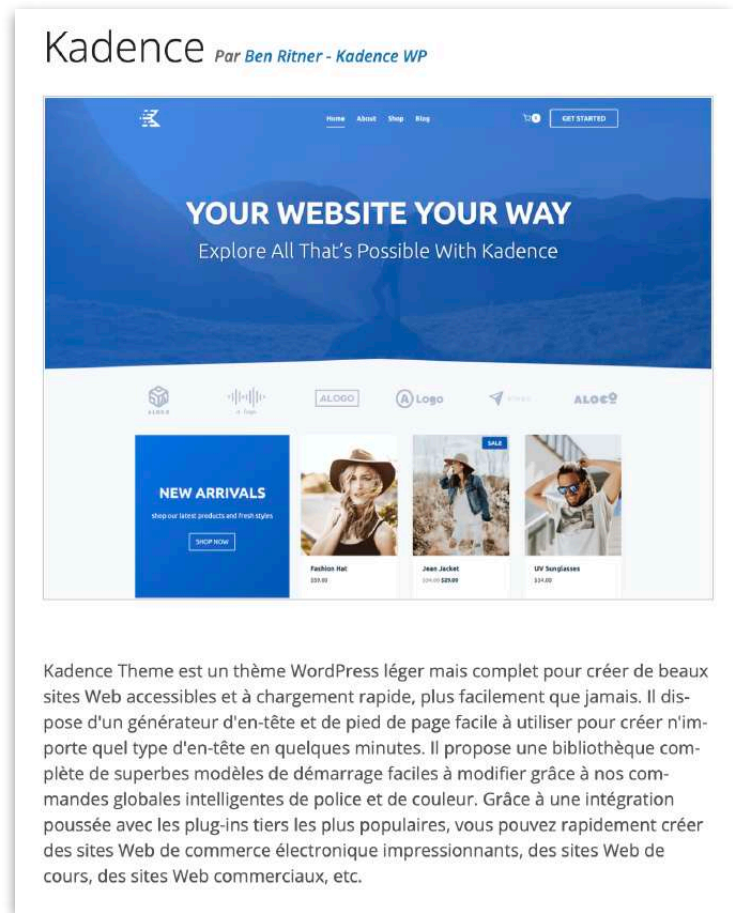 Kadence Par Ben Ritner - Kadence WP
Home About Shop Blog 0 GET STARTED
YOUR WEBSITE YOUR WAY
Explore All That's Possible With Kadence
ALOGO A Logo ALOGO
SALE
NEW ARRIVALS
shop our latest products and fresh styles
SHOP NOW
Fashion Hat Jean Jacket UV Sunglasses
Kadence Theme est un thème WordPress léger mais complet pour créer de beaux
sites Web accessibles et à chargement rapide, plus facilement que jamais. Il dis-
pose d'un générateur d'en-tête et de pied de page facile à utiliser pour créer n'im-
porte quel type d'en-tête en quelques minutes. Il propose une bibliothèque com-
plète de superbes modèles de démarrage faciles à modifier grâce à nos com-
mandes globales intelligentes de police et de couleur. Grâce à une intégration
poussée avec les plug-ins tiers les plus populaires, vous pouvez rapidement créer
des sites Web de commerce électronique impressionnants, des sites Web de
cours, des sites Web commerciaux, etc.